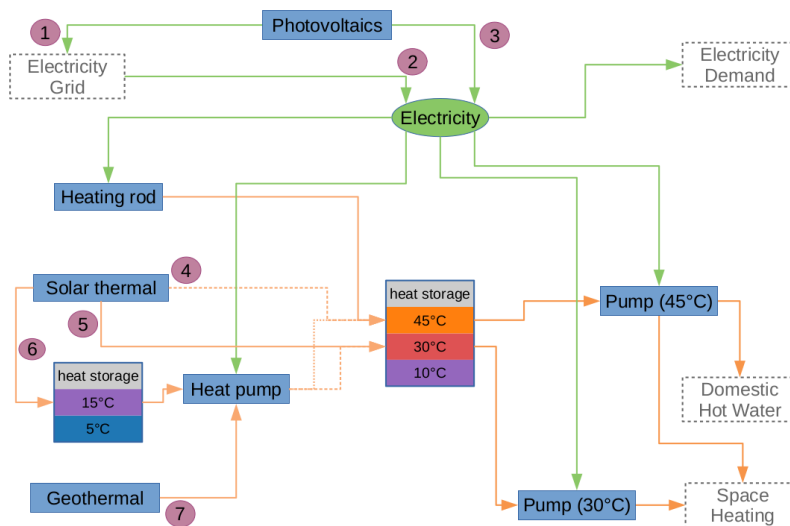 Photovoltaics
1
3
Electricity
Grid
2
Electricity
Demand
Electricity
Heating rod
4
Solar thermal
5
6
heat storage
45°C
30°C
10°C
Pump (45°C)
heat storage
15°C
5°C
Heat pump
Domestic
Hot Water
Geothermal
7
Pump (30°C)
Space
Heating